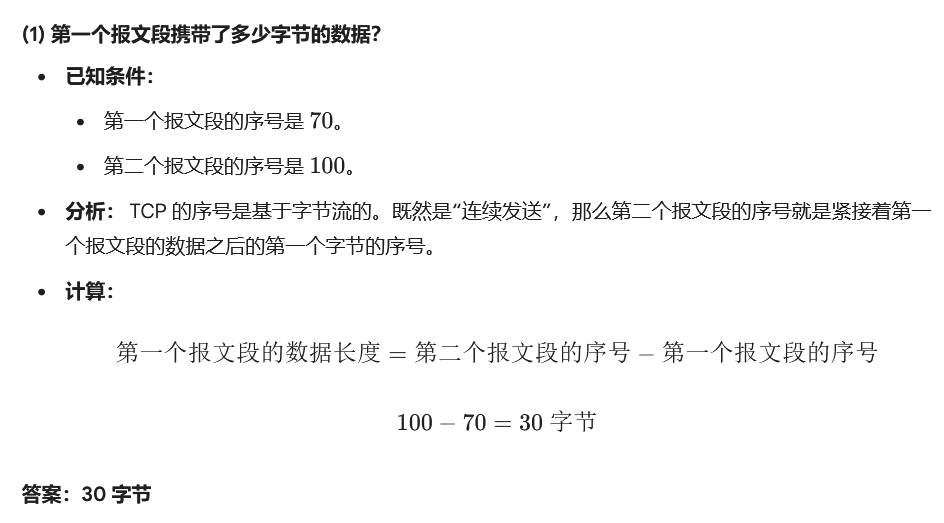 (1) 第一个报文段携带了多少字节的数据？
• 已知条件：
• 第一个报文段的序号是 70。
• 第二个报文段的序号是 100。
• 分析： TCP 的序号是基于字节流的。既然是“连续发送”，那么第二个报文段的序号就是紧接着第一
个报文段的数据之后的第一个字节的序号。
• 计算：
第一个报文段的数据长度 = 第二个报文段的序号 − 第一个报文段的序号
100 − 70 = 30 字节
答案：30 字节